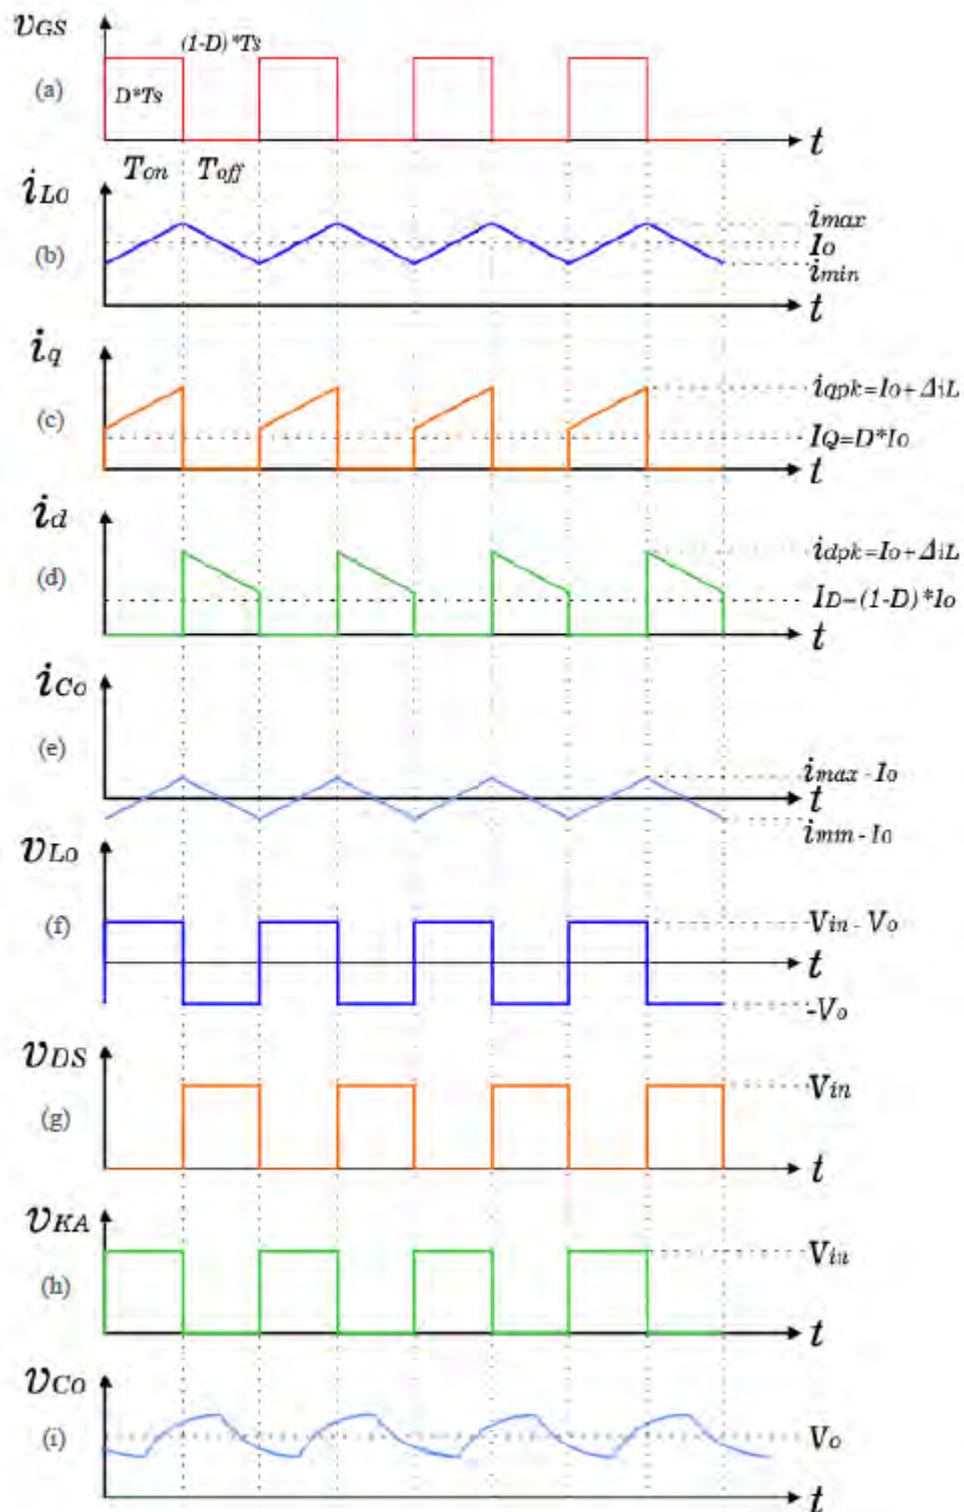 vGS
(1-D)*Ts
(a)
D*Ts
t
Ton Toff
iLo
imax
Io
(b)
imin
t
iq
iqpk=Io+ΔiL
(c)
IQ=D*Io
t
id
idpk=Io+ΔiL
(d)
ID=(1-D)*Io
t
iCo
(e)
imax - Io
t
imm - Io
vLo
(f)
Vin - Vo
t
-Vo
vDS
Vin
(g)
t
vKA
Vin
(h)
t
vCo
(i)
Vo
t